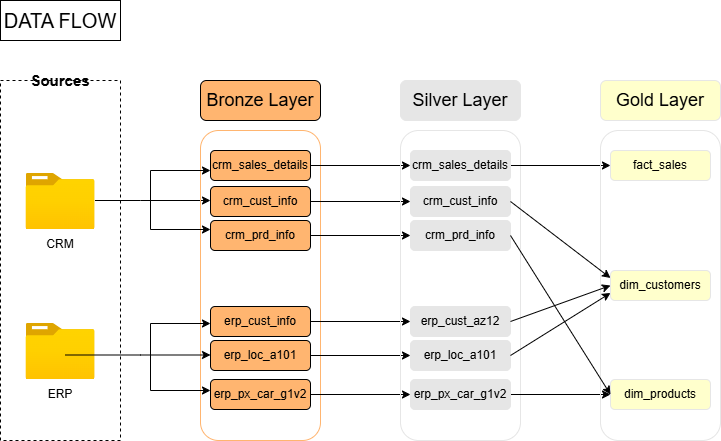 DATA FLOW
Sources
Bronze Layer
Silver Layer
Gold Layer
crm_sales_details
crm_sales_details
fact_sales
crm_cust_info
crm_cust_info
CRM
crm_prd_info
crm_prd_info
dim_customers
erp_cust_info
erp_cust_az12
erp_loc_a101
erp_loc_a101
ERP
erp_px_car_g1v2
erp_px_car_g1v2
dim_products